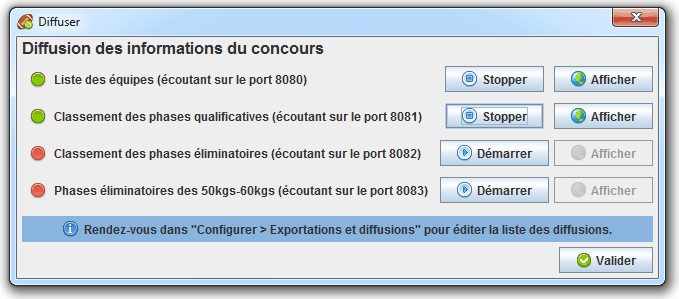 Diffuser
Diffusion des informations du concours
Liste des équipes (écoutant sur le port 8080) Stopper Afficher
Classement des phases qualificatives (écoutant sur le port 8081) Stopper Afficher
Classement des phases éliminatoires (écoutant sur le port 8082) Démarrer Afficher
Phases éliminatoires des 50kgs-60kgs (écoutant sur le port 8083) Démarrer Afficher
Rendez-vous dans "Configurer > Exportations et diffusions" pour éditer la liste des diffusions.
Valider